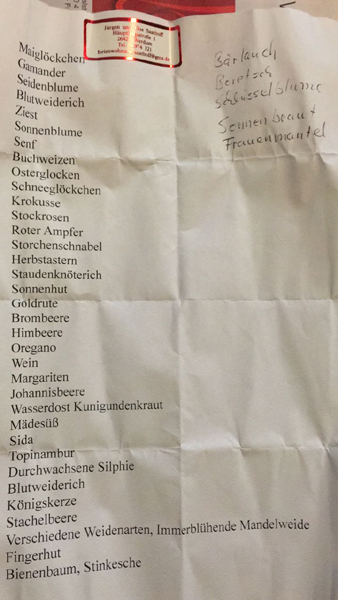 Maiglöckchen
Gamander
Seidenblume
Blutweiderich
Ziest
Sonnenblume
Senf
Buchweizen
Osterglocken
Schneeglöckchen
Krokusse
Stockrosen
Roter Ampfer
Storchenschnabel
Herbstastern
Staudenknöterich
Sonnenhut
Goldrute
Brombeere
Himbeere
Oregano
Wein
Margariten
Johannisbeere
Wasserdost Kunigundenkraut
Mädesüß
Sida
Topinambur
Durchwachsene Silphie
Blutweiderich
Königskerze
Stachelbeere
Verschiedene Weidenarten, Immerblühende Mandelweide
Fingerhut
Bienenbaum, Stinkesche
Jürgen
Bärlauch
Boretsch
Schlüsselblume
Sonnenbraut
Frauenmantel